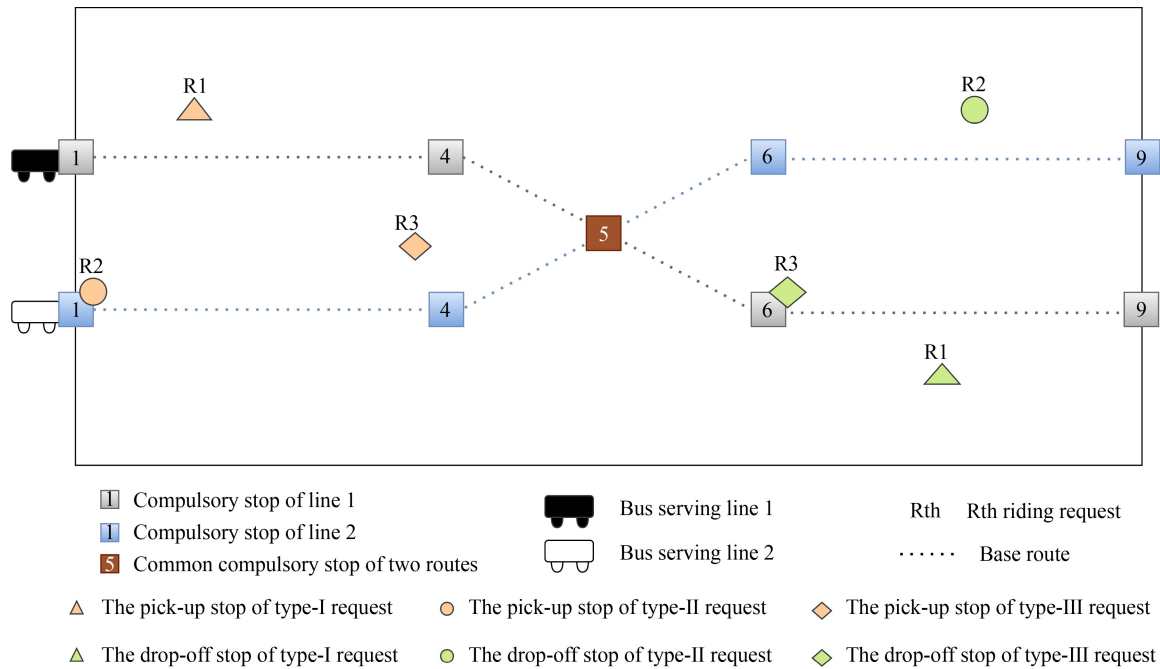 R1
R2
1
4
6
9
R3
5
R2
R3
1
4
6
9
R1
1 Compulsory stop of line 1
Bus serving line 1
Rth Rth riding request
1 Compulsory stop of line 2
Bus serving line 2
Base route
5 Common compulsory stop of two routes
The pick-up stop of type-I request
The pick-up stop of type-II request
The pick-up stop of type-III request
The drop-off stop of type-I request
The drop-off stop of type-II request
The drop-off stop of type-III request